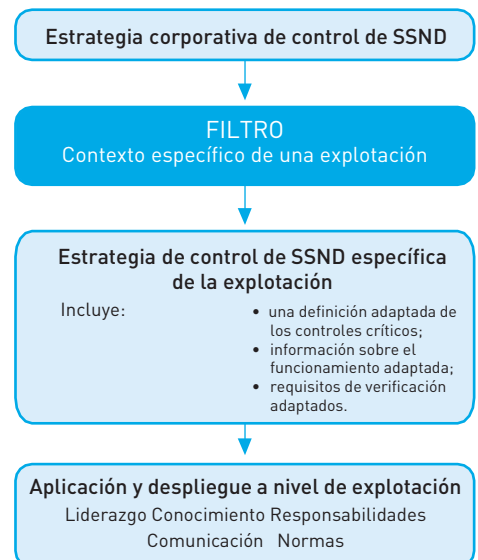 Estrategia corporativa de control de SSND
FILTRO
Contexto específico de una explotación
Estrategia de control de SSND específica
de la explotación
Incluye:
• una definición adaptada de
los controles críticos;
• información sobre el
funcionamiento adaptada;
• requisitos de verificación
adaptados.
Aplicación y despliegue a nivel de explotación
Liderazgo Conocimiento Responsabilidades
Comunicación Normas